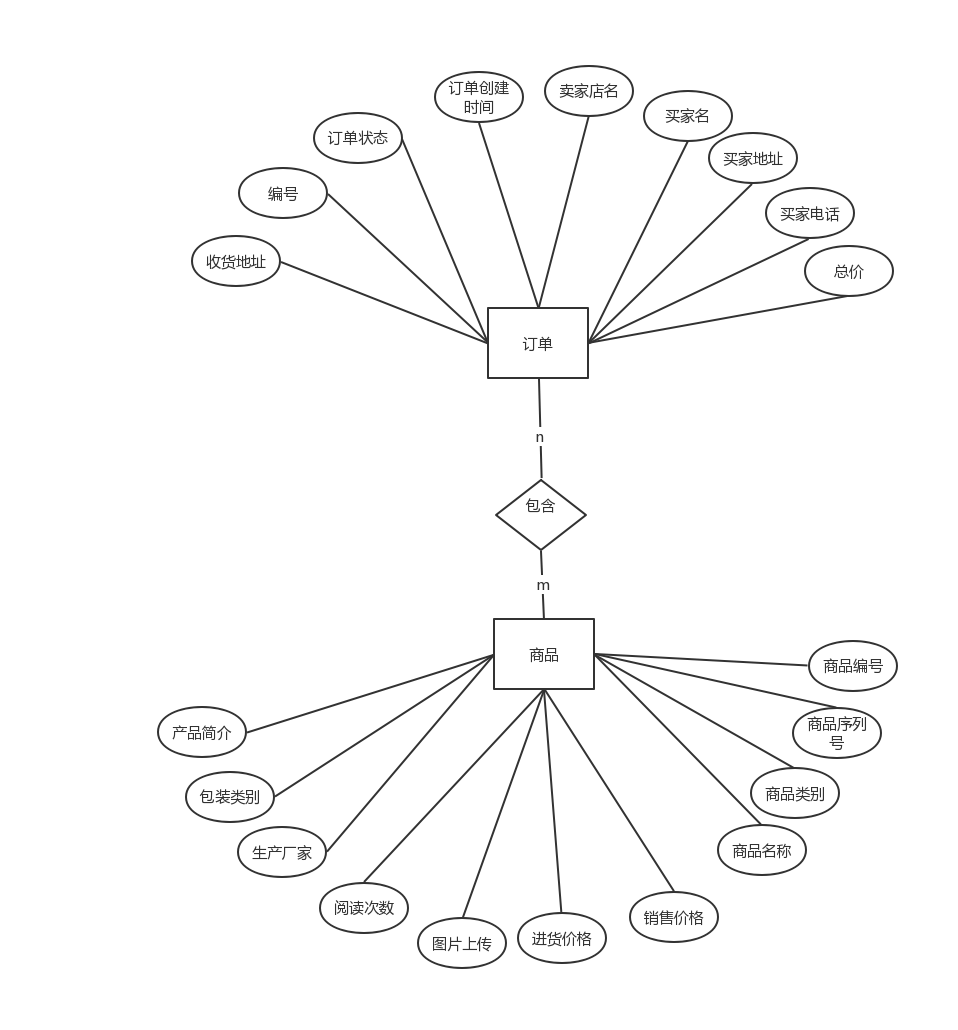 订单创建
时间
卖家店名
买家名
订单状态
买家地址
编号
买家电话
收货地址
总价
订单
n
包含
m
商品
商品编号
产品简介
商品序列
号
包装类别
商品类别
生产厂家
商品名称
阅读次数
销售价格
图片上传
进货价格